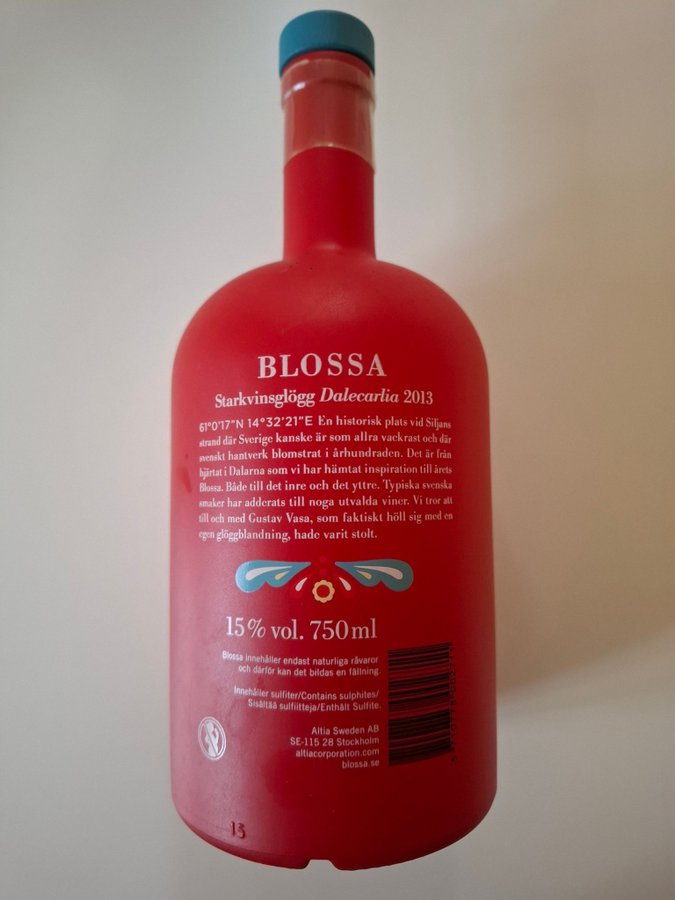 BLOSSA
Starkvinsglögg Dalecarlia 2013
61°0'17"N 14°32'21"E En historisk plats vid Siljans
strand där Sverige kanske är som allra vackrast och där
svenskt hantverk blomstrat i århundraden. Det är från
hjärtat i Dalarna som vi har hämtat inspiration till årets
Blossa. Både till det inre och det yttre. Typiska svenska
smaker har adderats till noga utvalda viner. Vi tror att
till och med Gustav Vasa, som faktiskt höll sig med en
egen glöggblandning, hade varit stolt.
15% vol. 750ml
Blossa innehåller endast naturliga råvaror
och därför kan det bildas en fällning.
Innehåller sulfiter/Contains sulphites/
Sisältää sulfiitteja/Enthält Sulfite.
Altia Sweden AB
SE-115 28 Stockholm
altiacorporation.com
blossa.se
15